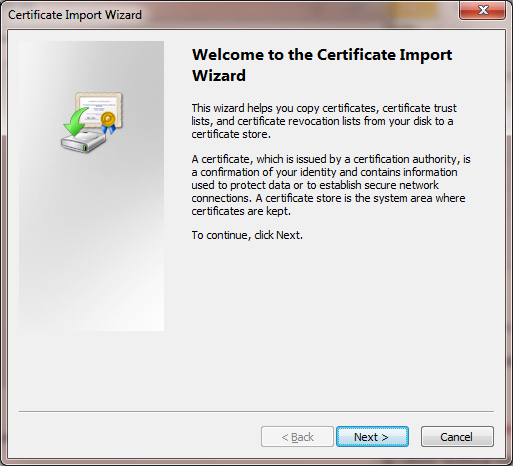 Certificate Import Wizard
Welcome to the Certificate Import
Wizard
This wizard helps you copy certificates, certificate trust
lists, and certificate revocation lists from your disk to a
certificate store.
A certificate, which is issued by a certification authority, is
a confirmation of your identity and contains information
used to protect data or to establish secure network
connections. A certificate store is the system area where
certificates are kept.
To continue, click Next.
< Back
Next >
Cancel